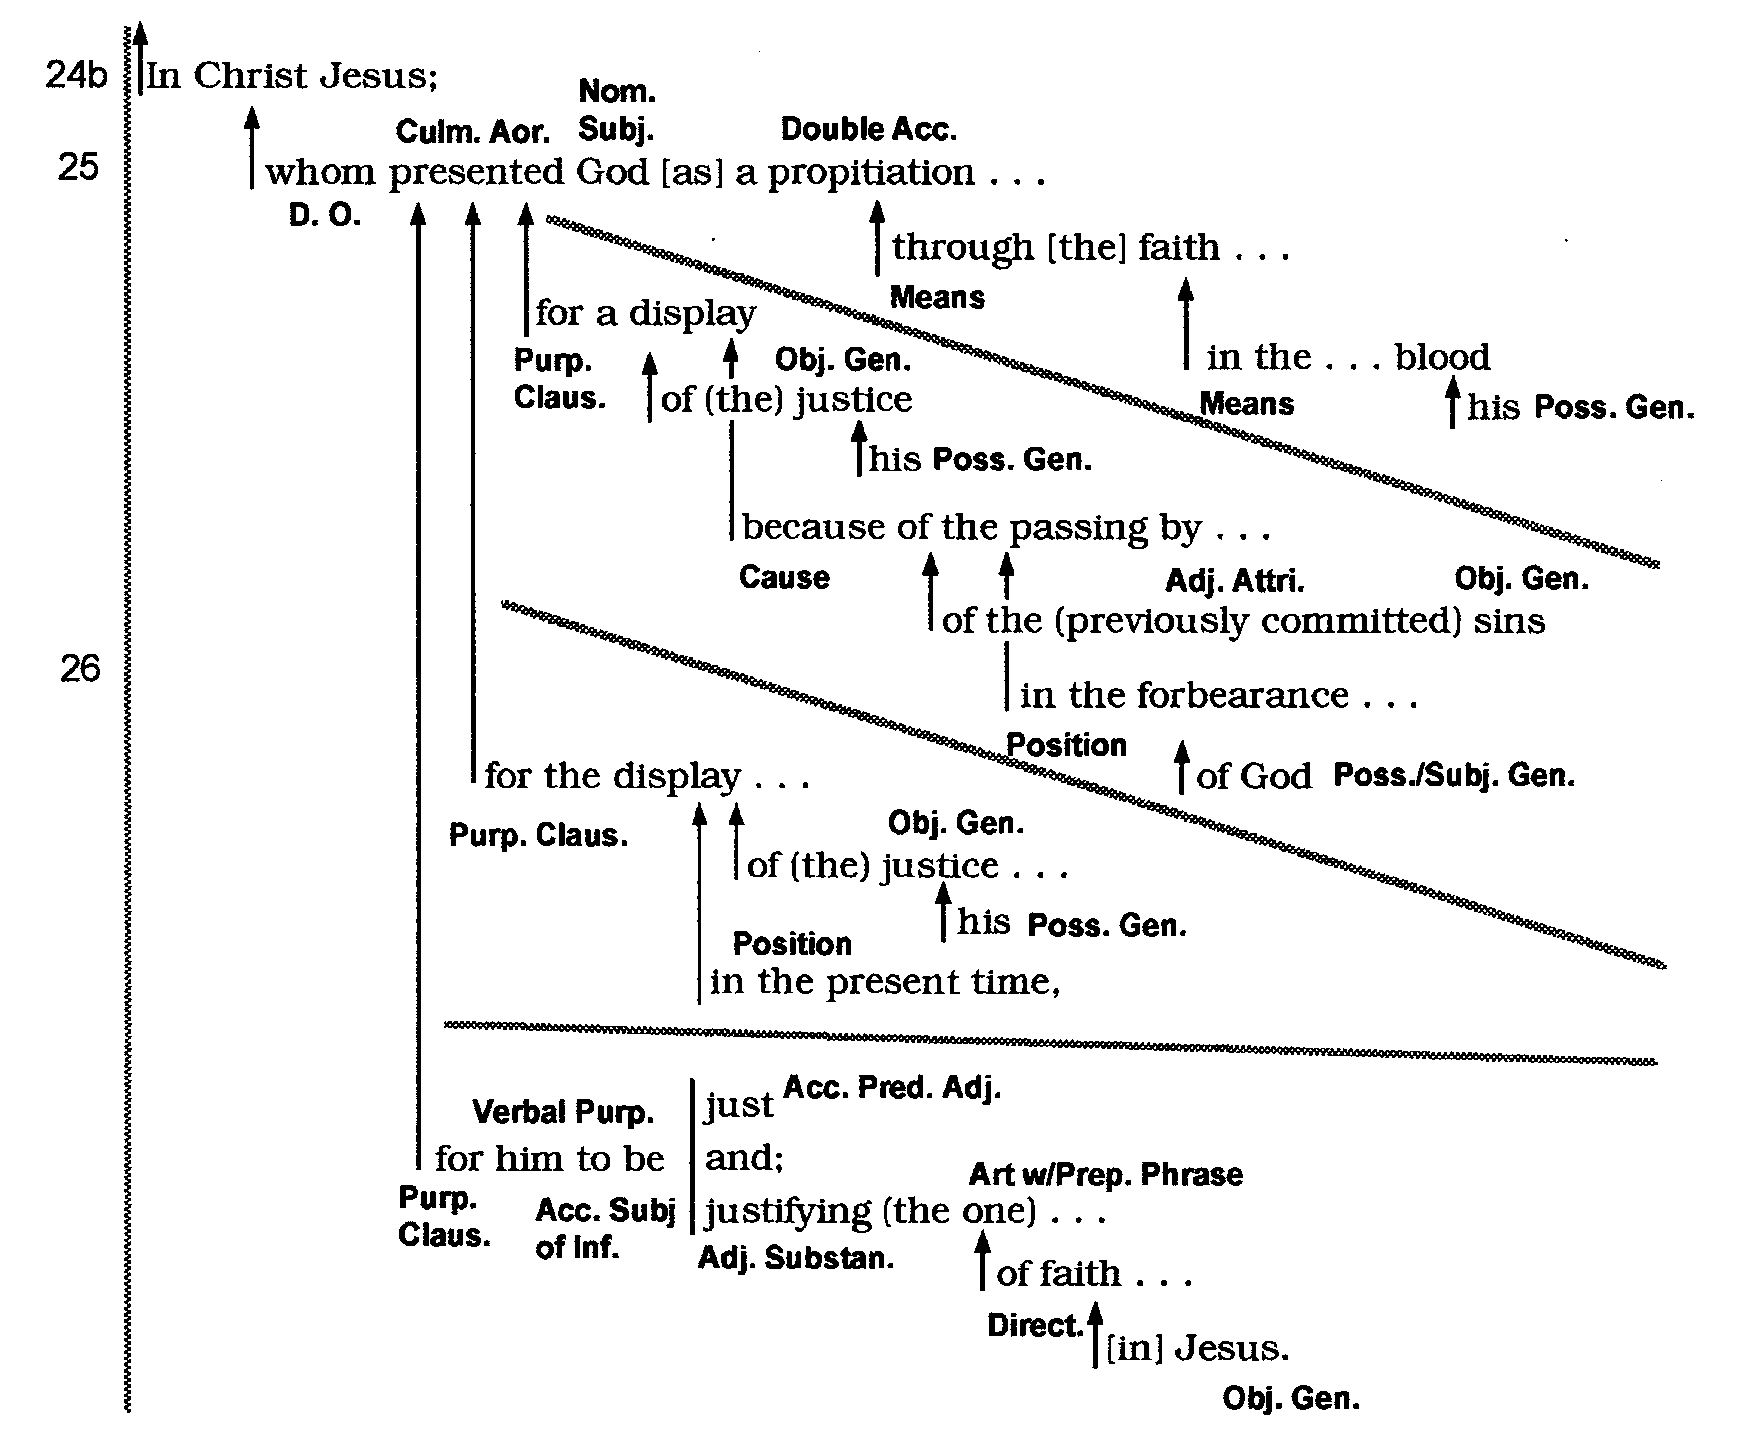 24b In Christ Jesus;
Nom.
Culm. Aor. Subj. Double Acc.
25 whom presented God [as] a propitiation . . .
D. O.
through [the] faith . . .
Means
for a display
Purp. Obj. Gen. in the . . . blood
Claus. of (the) justice Means his Poss. Gen.
his Poss. Gen.
because of the passing by . . .
Cause Adj. Attri. Obj. Gen.
of the (previously committed) sins
26
in the forbearance . . .
Position
for the display . . . of God Poss./Subj. Gen.
Purp. Claus. Obj. Gen.
of (the) justice . . .
his Poss. Gen.
Position
in the present time,
Verbal Purp. just Acc. Pred. Adj.
for him to be and;
Art w/Prep. Phrase
Purp. Acc. Subj justifying (the one) . . .
Claus. of Inf. Adj. Substan.
of faith . . .
Direct.
[in] Jesus.
Obj. Gen.